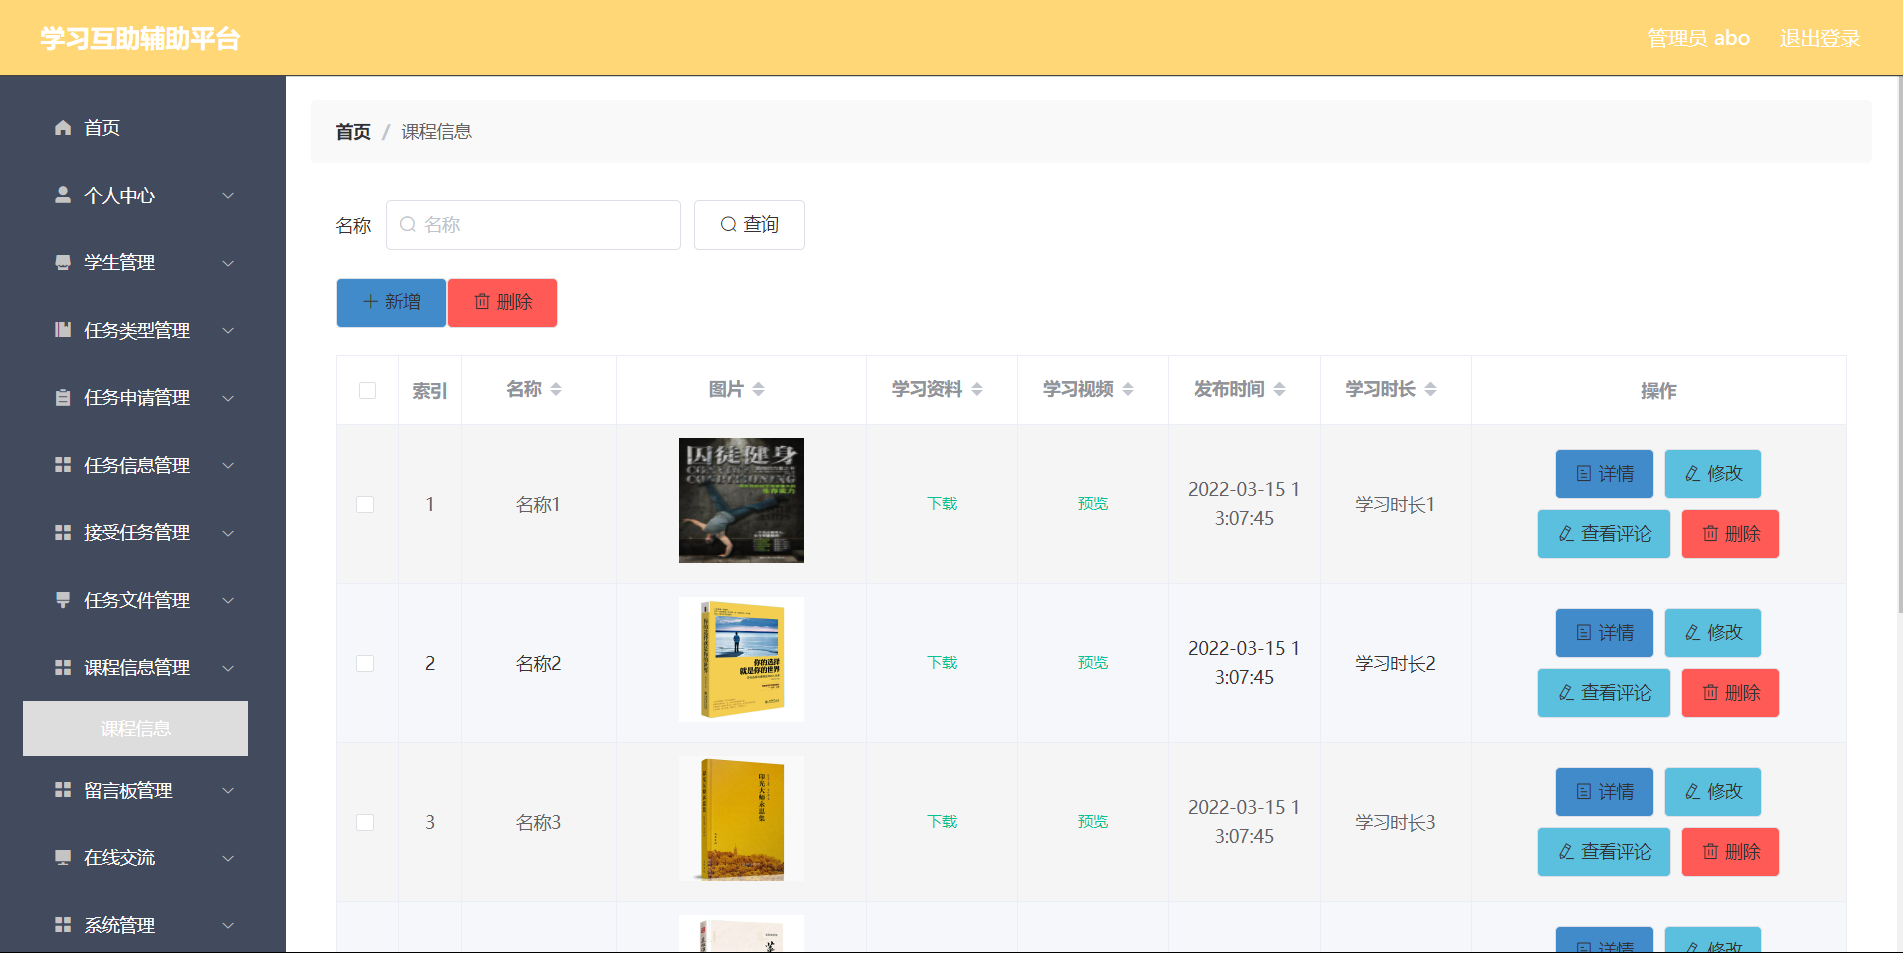 学习互助辅助平台
管理员 abo 退出登录
首页
个人中心
学生管理
任务类型管理
任务申请管理
任务信息管理
接受任务管理
任务文件管理
课程信息管理
课程信息
留言板管理
在线交流
系统管理
首页 / 课程信息
名称 名称 查询
新增 删除
索引 名称 图片 学习资料 学习视频 发布时间 学习时长 操作
囚徒健身
1 名称1 下载 预览 2022-03-15 1
3:07:45 学习时长1
详情 修改
查看评论 删除
你的选择
就是你的世界
2 名称2 下载 预览 2022-03-15 1
3:07:45 学习时长2
详情 修改
查看评论 删除
印光大师永思集
3 名称3 下载 预览 2022-03-15 1
3:07:45 学习时长3
详情 修改
查看评论 删除
详情 修改